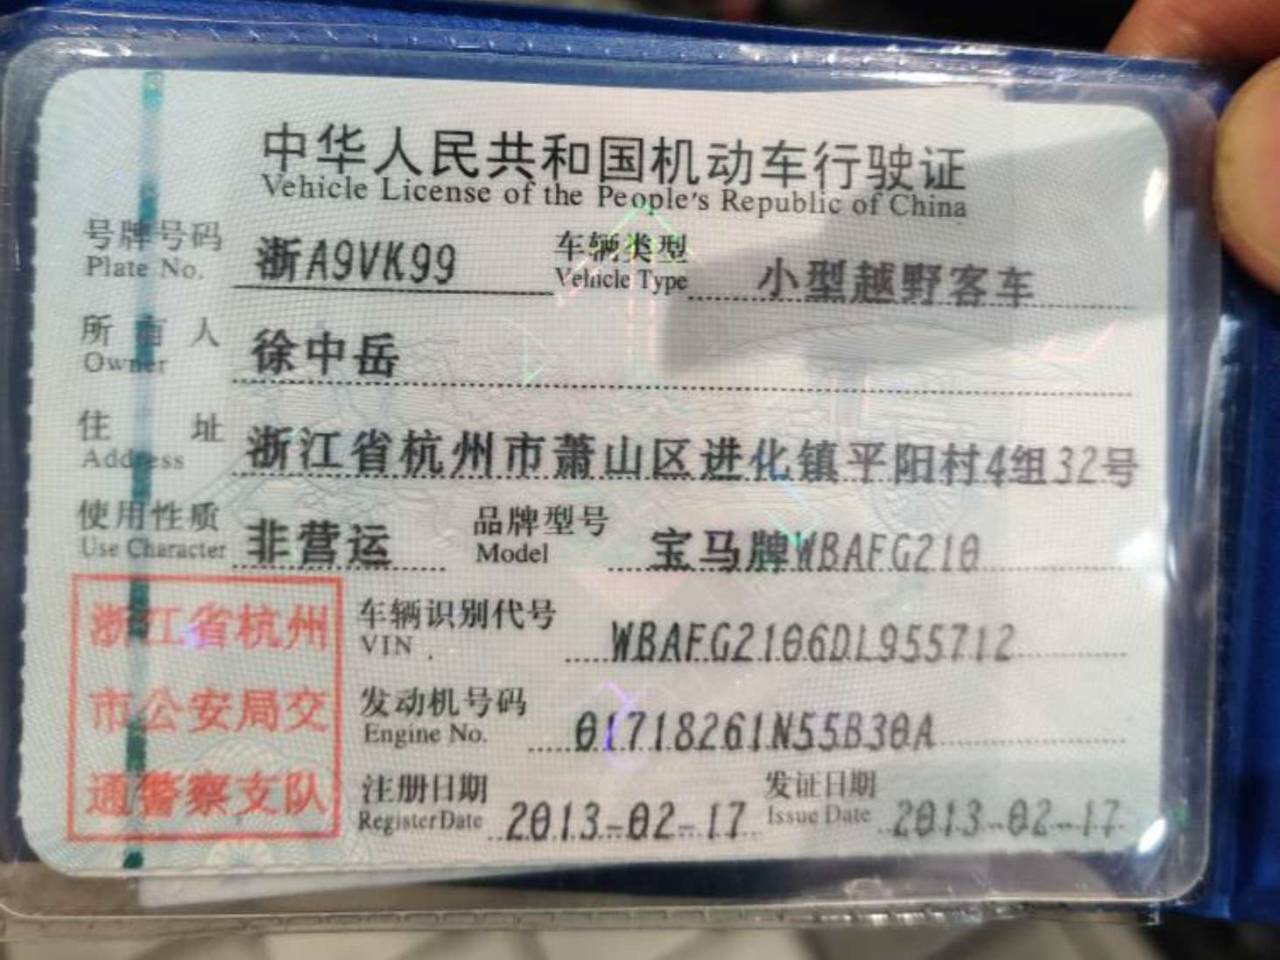 中华人民共和国机动车行驶证
Vehicle License of the People's Republic of China
号牌号码 浙A9VK99 车辆类型 小型越野客车
Plate No. Vehicle Type
所有人 徐中岳
Owner
住址 浙江省杭州市萧山区进化镇平阳村4组32号
Address
使用性质 非营运 品牌型号 宝马牌WBAFG210
Use Character Model
浙江省杭州
市公安局交
通警察支队
车辆识别代号 WBAFG2106DL955712
VIN
发动机号码 01718261N55B30A
Engine No.
注册日期 2013-02-17 发证日期 2013-02-17
Register Date Issue Date